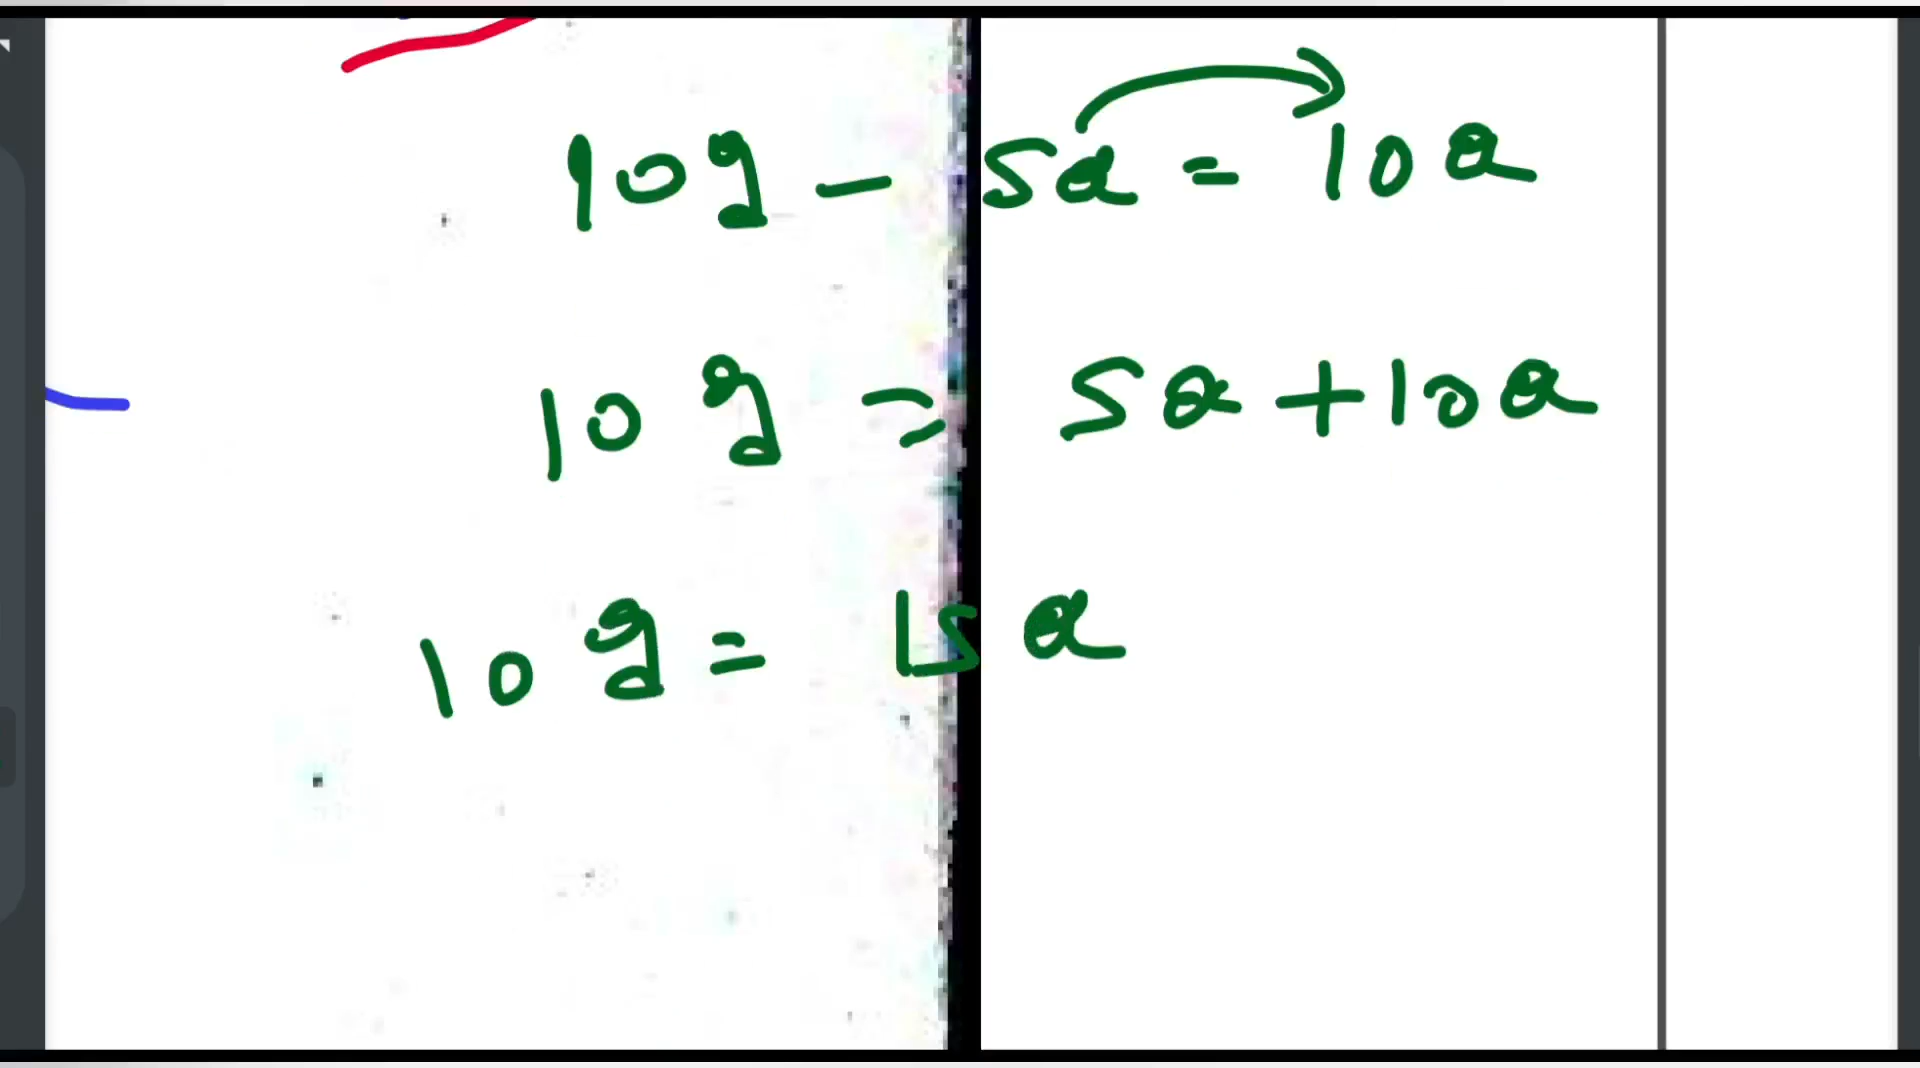 10g - 5a = 10a
10g = 5a + 10a
10g = 15a